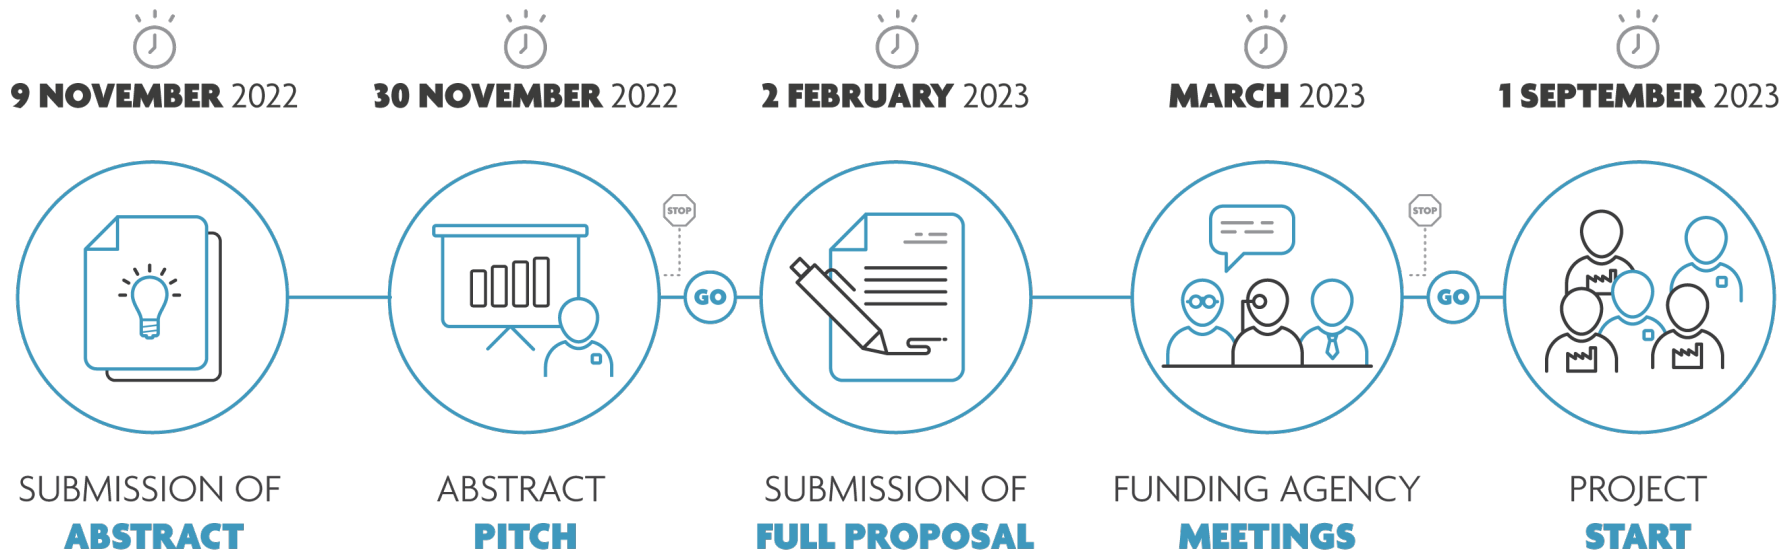 9 NOVEMBER 2022
30 NOVEMBER 2022
2 FEBRUARY 2023
MARCH 2023
1 SEPTEMBER 2023
STOP
GO
STOP
GO
SUBMISSION OF
ABSTRACT
ABSTRACT
PITCH
SUBMISSION OF
FULL PROPOSAL
FUNDING AGENCY
MEETINGS
PROJECT
START